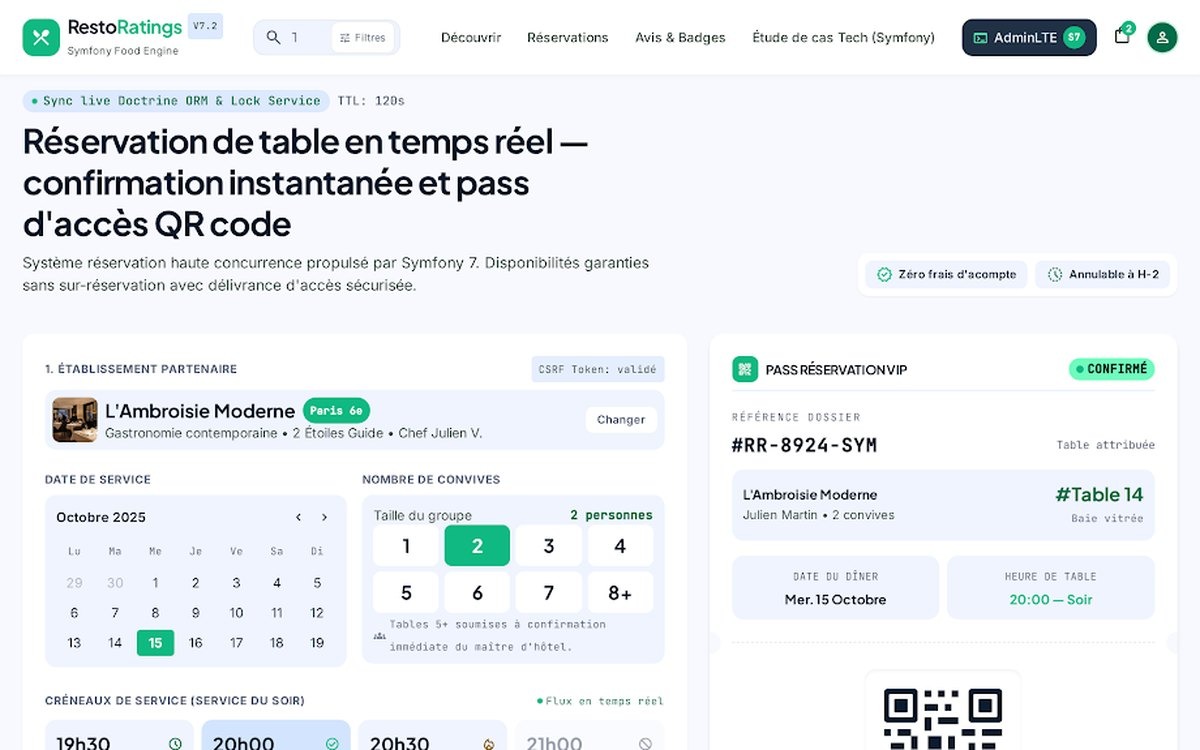 RestoRatings V7.2
Symfony Food Engine
1 Filtres
Découvrir Réservations Avis & Badges Étude de cas Tech (Symfony) AdminLTE S7 2
Sync live Doctrine ORM & Lock Service TTL: 120s
Réservation de table en temps réel —
confirmation instantanée et pass
d'accès QR code
Système réservation haute concurrence propulsé par Symfony 7. Disponibilités garanties
sans sur-réservation avec délivrance d'accès sécurisée.
Zéro frais d'acompte Annulable à H-2
1. ÉTABLISSEMENT PARTENAIRE CSRF Token: validé
L'Ambroisie Moderne Paris 6e
Gastronomie contemporaine • 2 Étoiles Guide • Chef Julien V.
Changer
DATE DE SERVICE
Octobre 2025 ‹ ›
Lu Ma Me Je Ve Sa Di
29 30 1 2 3 4 5
6 7 8 9 10 11 12
13 14 15 16 17 18 19
NOMBRE DE CONVIVES
Taille du groupe 2 personnes
1 2 3 4
5 6 7 8+
Tables 5+ soumises à confirmation
immédiate du maître d'hôtel.
CRÉNEAUX DE SERVICE (SERVICE DU SOIR) Flux en temps réel
19h30 20h00 20h30 21h00
PASS RÉSERVATION VIP CONFIRMÉ
RÉFÉRENCE DOSSIER
#RR-8924-SYM Table attribuée
L'Ambroisie Moderne #Table 14
Julien Martin • 2 convives Baie vitrée
DATE DU DÎNER
Mer. 15 Octobre
HEURE DE TABLE
20:00 — Soir